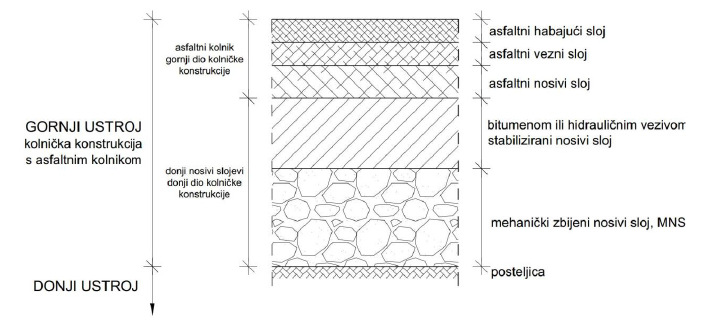 GORNJI USTROJ
kolnička konstrukcija
s asfaltnim kolnikom
DONJI USTROJ
asfaltni kolnik
gornji dio kolničke
konstrukcije
donji nosivi slojevi
donji dio kolničke
konstrukcije
asfaltni habajući sloj
asfaltni vezni sloj
asfaltni nosivi sloj
bitumenom ili hidrauličnim vezivom
stabilizirani nosivi sloj
mehanički zbijeni nosivi sloj, MNS
posteljica